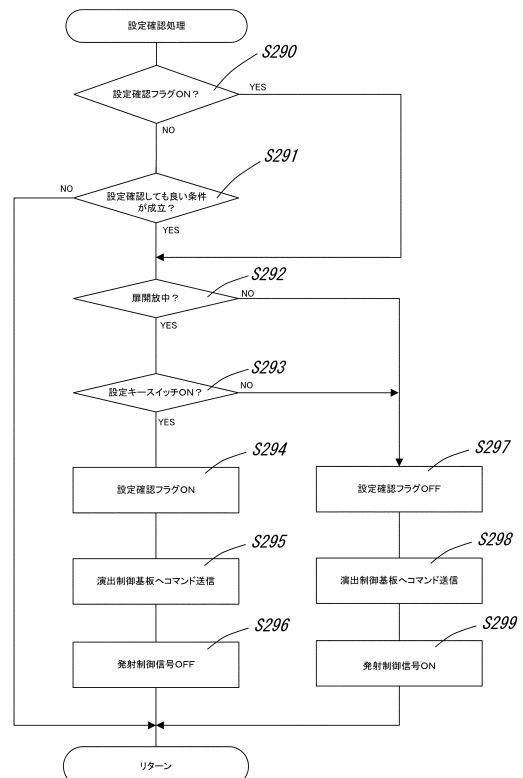 設定確認処理
S290
設定確認フラグON？
YES
NO
S291
NO
設定確認しても良い条件
が成立？
YES
S292
扉開放中？
NO
YES
S293
設定キースイッチON？
NO
YES
S294
設定確認フラグON
S297
設定確認フラグOFF
S295
演出制御基板へコマンド送信
S298
演出制御基板へコマンド送信
S296
発射制御信号OFF
S299
発射制御信号ON
リターン